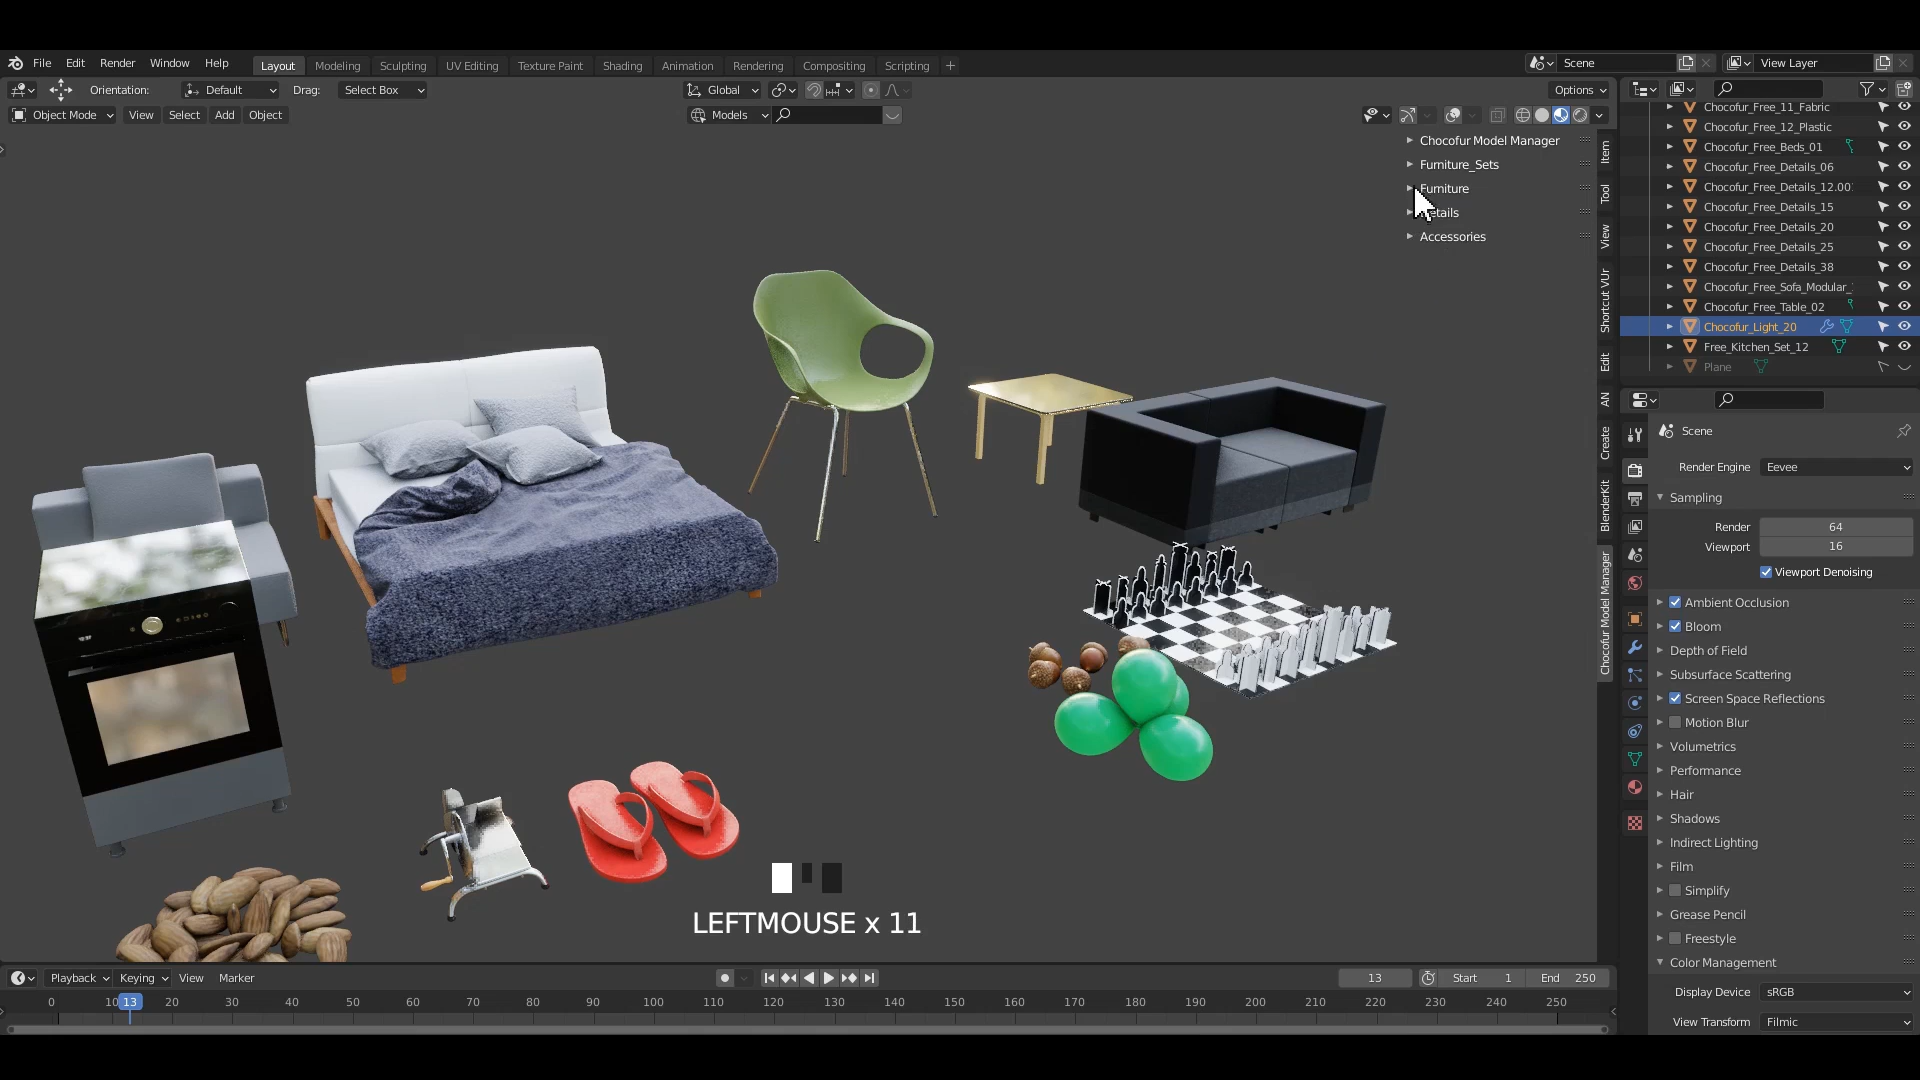 File Edit Render Window Help Layout Modeling Sculpting UV Editing Texture Paint Shading Animation Rendering Compositing Scripting + Scene View Layer
Orientation: Default Drag: Select Box Global Options
Object Mode View Select Add Object Models
Chocofur Model Manager
Furniture_Sets
Furniture
Accessories
Item
Tool
View
Shortcut VUr
Edit
AN
Create
BlenderKit
Chocofur Model Manager
Chocofur_Free_11_Fabric
Chocofur_Free_12_Plastic
Chocofur_Free_Beds_01
Chocofur_Free_Details_06
Chocofur_Free_Details_12.00
Chocofur_Free_Details_15
Chocofur_Free_Details_20
Chocofur_Free_Details_25
Chocofur_Free_Details_38
Chocofur_Free_Sofa_Modular_
Chocofur_Free_Table_02
Chocofur_Light_20
Free_Kitchen_Set_12
Plane
Scene
Render Engine Eevee
Sampling
Render 64
Viewport 16
Viewport Denoising
Ambient Occlusion
Bloom
Depth of Field
Subsurface Scattering
Screen Space Reflections
Motion Blur
Volumetrics
Performance
Hair
Shadows
Indirect Lighting
Film
Simplify
Grease Pencil
Freestyle
Color Management
Display Device sRGB
View Transform Filmic
LEFTMOUSE x 11
Playback Keying View Marker 13 Start 1 End 250
0 10 13 20 30 40 50 60 70 80 90 100 110 120 130 140 150 160 170 180 190 200 210 220 230 240 250